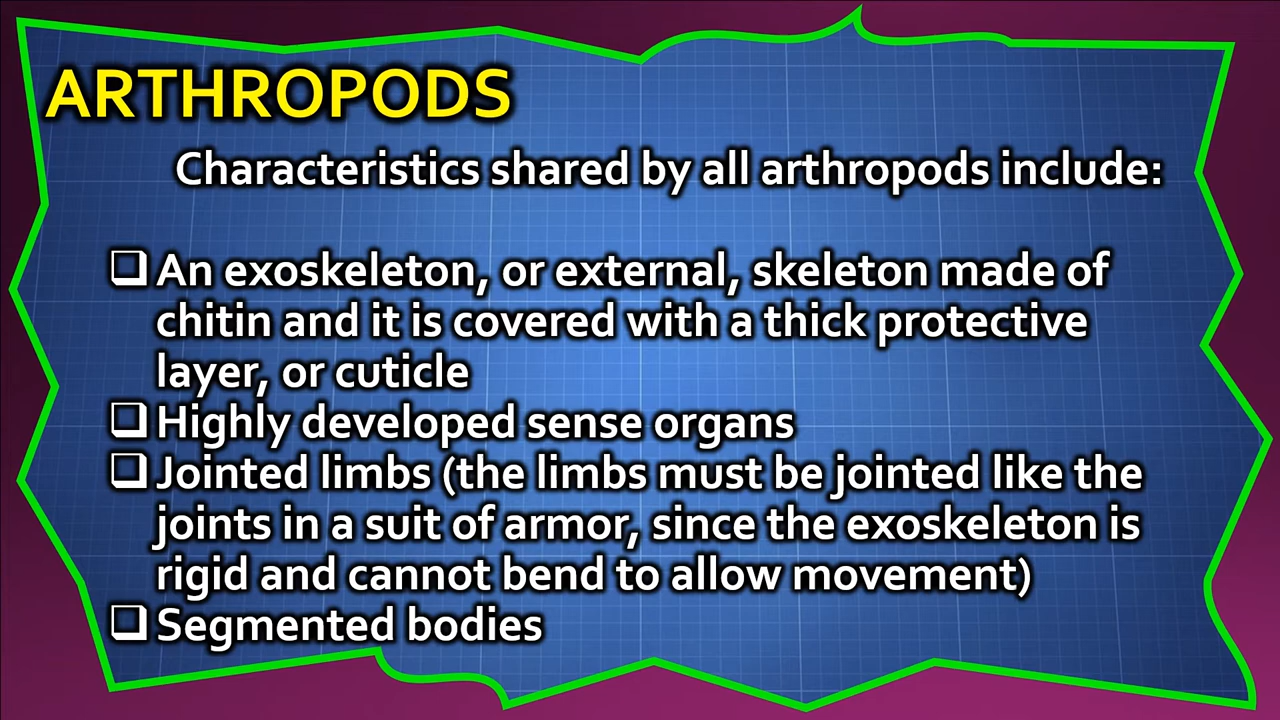 ARTHROPODS
Characteristics shared by all arthropods include:
❑ An exoskeleton, or external, skeleton made of
chitin and it is covered with a thick protective
layer, or cuticle
❑ Highly developed sense organs
❑ Jointed limbs (the limbs must be jointed like the
joints in a suit of armor, since the exoskeleton is
rigid and cannot bend to allow movement)
❑ Segmented bodies